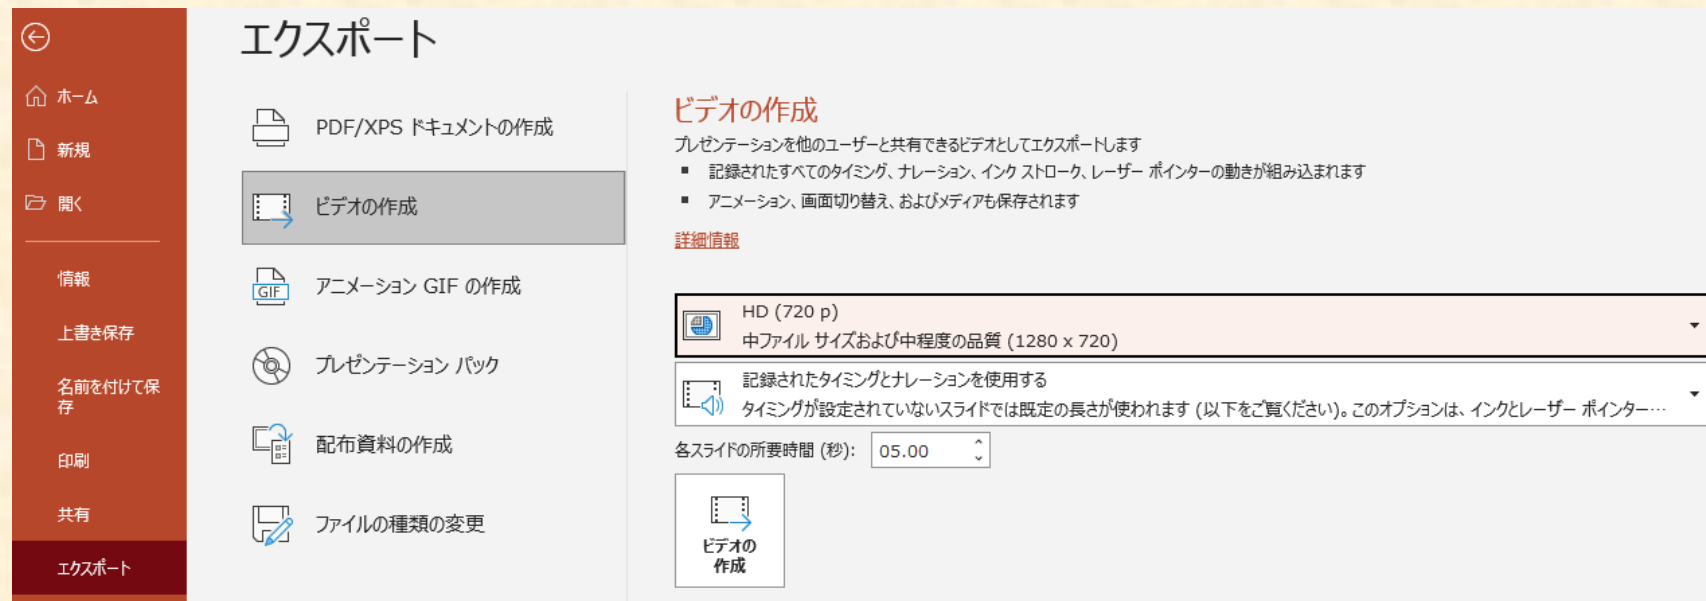 エクスポート
ホーム
新規
開く
情報
上書き保存
名前を付けて保
存
印刷
共有
エクスポート
PDF/XPS ドキュメントの作成
ビデオの作成
GIF
アニメーション GIF の作成
プレゼンテーション パック
配布資料の作成
ファイルの種類の変更
ビデオの作成
プレゼンテーションを他のユーザーと共有できるビデオとしてエクスポートします
■ 記録されたすべてのタイミング、ナレーション、インク ストローク、レーザー ポインターの動きが組み込まれます
■ アニメーション、画面切り替え、およびメディアも保存されます
詳細情報
HD (720 p)
中ファイル サイズおよび中程度の品質 (1280 x 720)
記録されたタイミングとナレーションを使用する
タイミングが設定されていないスライドでは既定の長さが使われます (以下をご覧ください)。このオプションは、インクとレーザー ポインター…
各スライドの所要時間 (秒): 05.00
ビデオの
作成